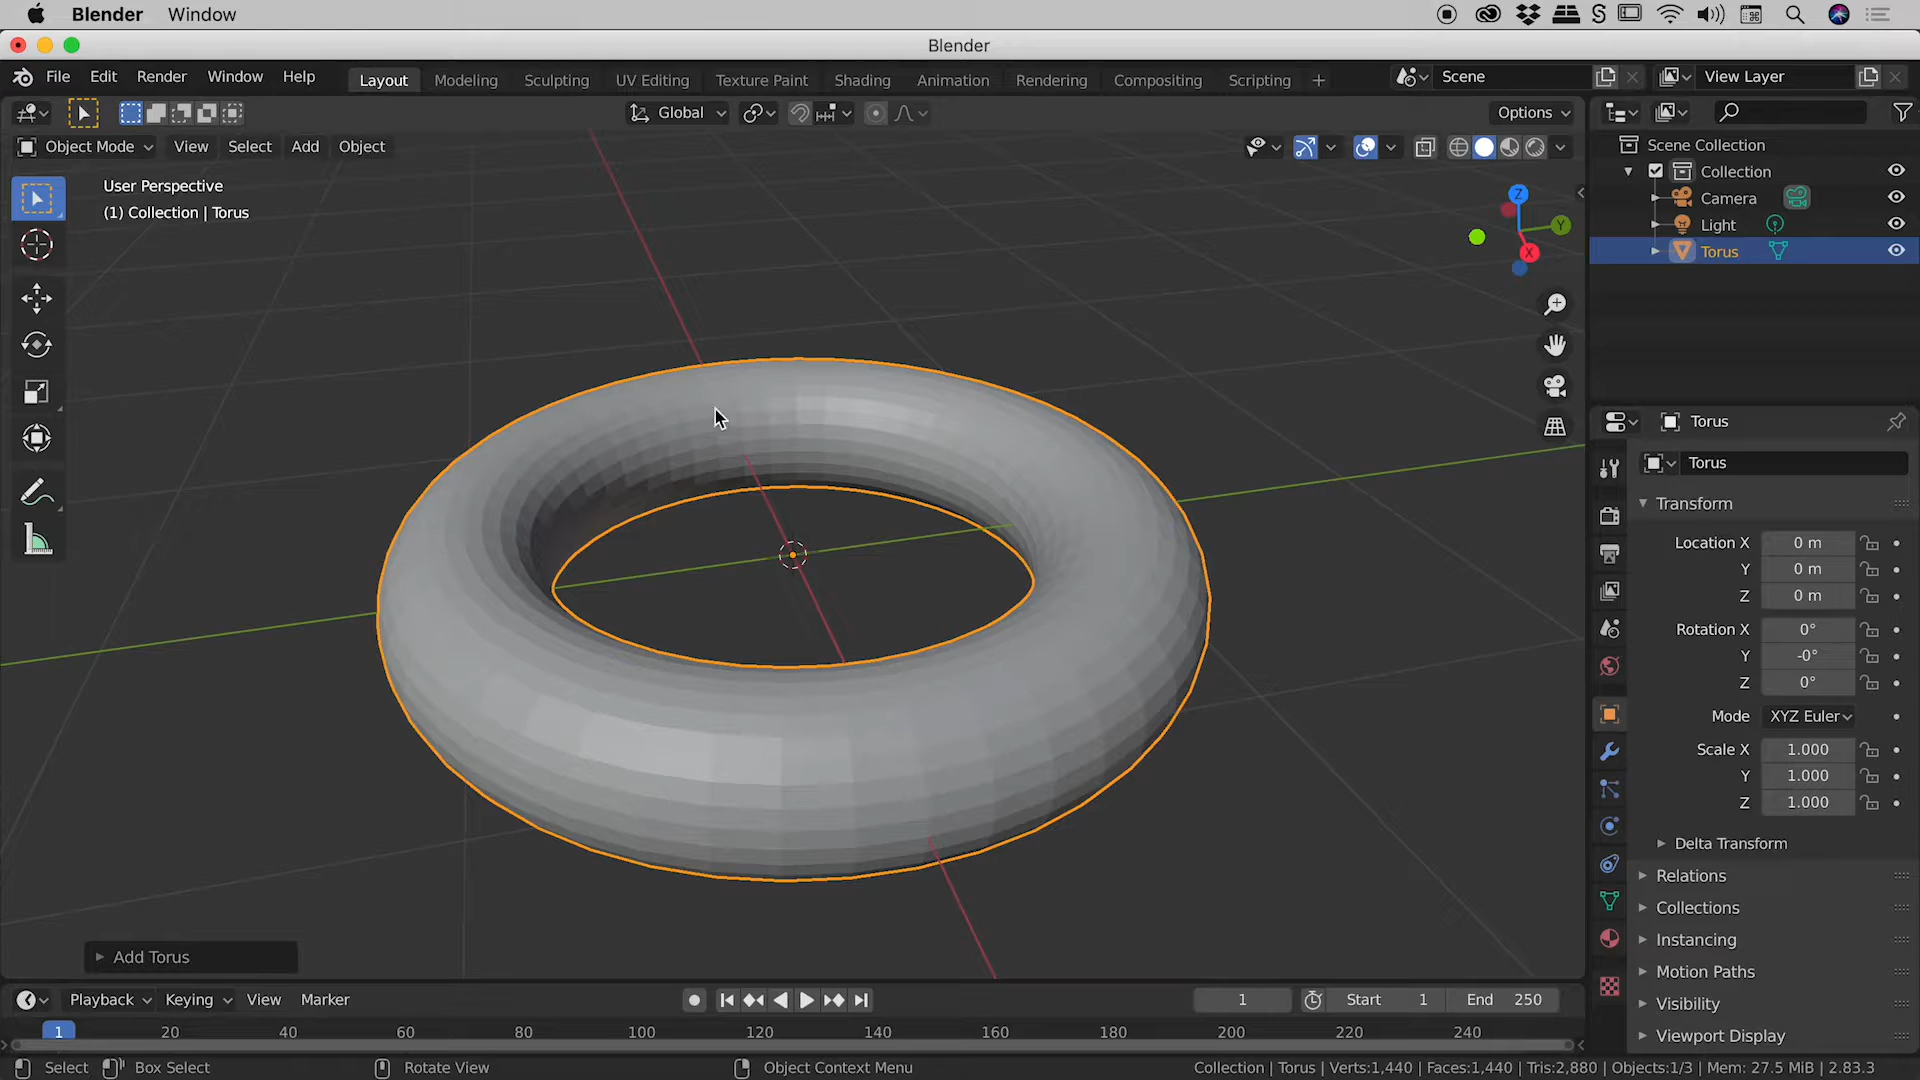 Blender Window
Blender
File Edit Render Window Help Layout Modeling Sculpting UV Editing Texture Paint Shading Animation Rendering Compositing Scripting + Scene View Layer
Global Options
Object Mode View Select Add Object
User Perspective
(1) Collection | Torus
Z
Y
X
Scene Collection
Collection
Camera
Light
Torus
Torus
Torus
Transform
Location X 0 m
Y 0 m
Z 0 m
Rotation X 0°
Y -0°
Z 0°
Mode XYZ Euler
Scale X 1.000
Y 1.000
Z 1.000
Delta Transform
Relations
Collections
Instancing
Motion Paths
Visibility
Viewport Display
Add Torus
Playback Keying View Marker 1 Start 1 End 250
1 20 40 60 80 100 120 140 160 180 200 220 240
Select Box Select Rotate View Object Context Menu Collection | Torus | Verts:1,440 | Faces:1,440 | Tris:2,880 | Objects:1/3 | Mem: 27.5 MiB | 2.83.3